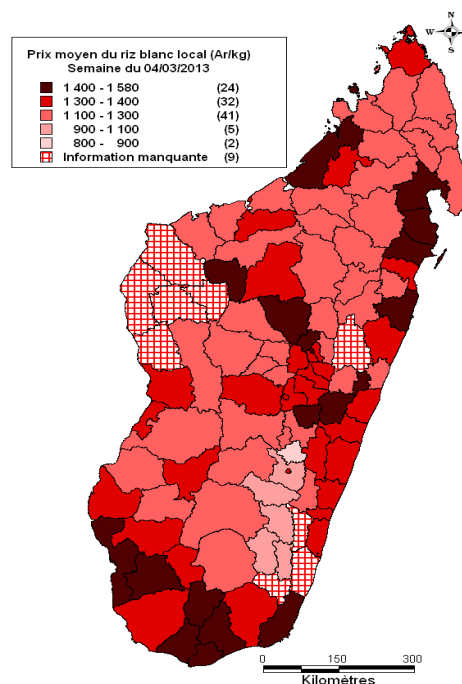 N
W E
S
Prix moyen du riz blanc local (Ar/kg)
Semaine du 04/03/2013
1 400 - 1 580 (24)
1 300 - 1 400 (32)
1 100 - 1 300 (41)
900 - 1 100 (5)
800 - 900 (2)
Information manquante (9)
0 150 300
Kilomètres